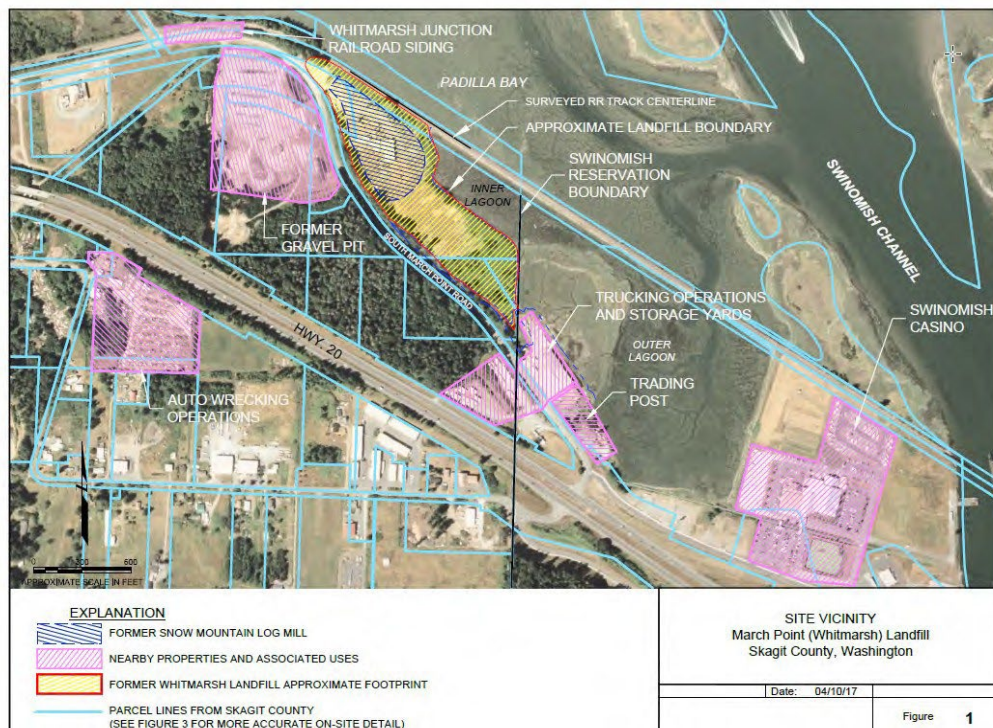 WHITMARSH JUNCTION
RAILROAD SIDING
PADILLA BAY
SURVEYED RR TRACK CENTERLINE
APPROXIMATE LANDFILL BOUNDARY
SWINOMISH
RESERVATION
BOUNDARY
INNER
LAGOON
SWINOMISH CHANNEL
FORMER
GRAVEL PIT
SOUTH MARCH POINT ROAD
TRUCKING OPERATIONS
AND STORAGE YARDS
SWINOMISH
CASINO
HWY. 20
OUTER
LAGOON
TRADING
POST
AUTO WRECKING
OPERATIONS
0 300 600
APPROXIMATE SCALE IN FEET
EXPLANATION
FORMER SNOW MOUNTAIN LOG MILL
NEARBY PROPERTIES AND ASSOCIATED USES
FORMER WHITMARSH LANDFILL APPROXIMATE FOOTPRINT
PARCEL LINES FROM SKAGIT COUNTY
(SEE FIGURE 3 FOR MORE ACCURATE ON-SITE DETAIL)
SITE VICINITY
March Point (Whitmarsh) Landfill
Skagit County, Washington
Date: 04/10/17
Figure 1